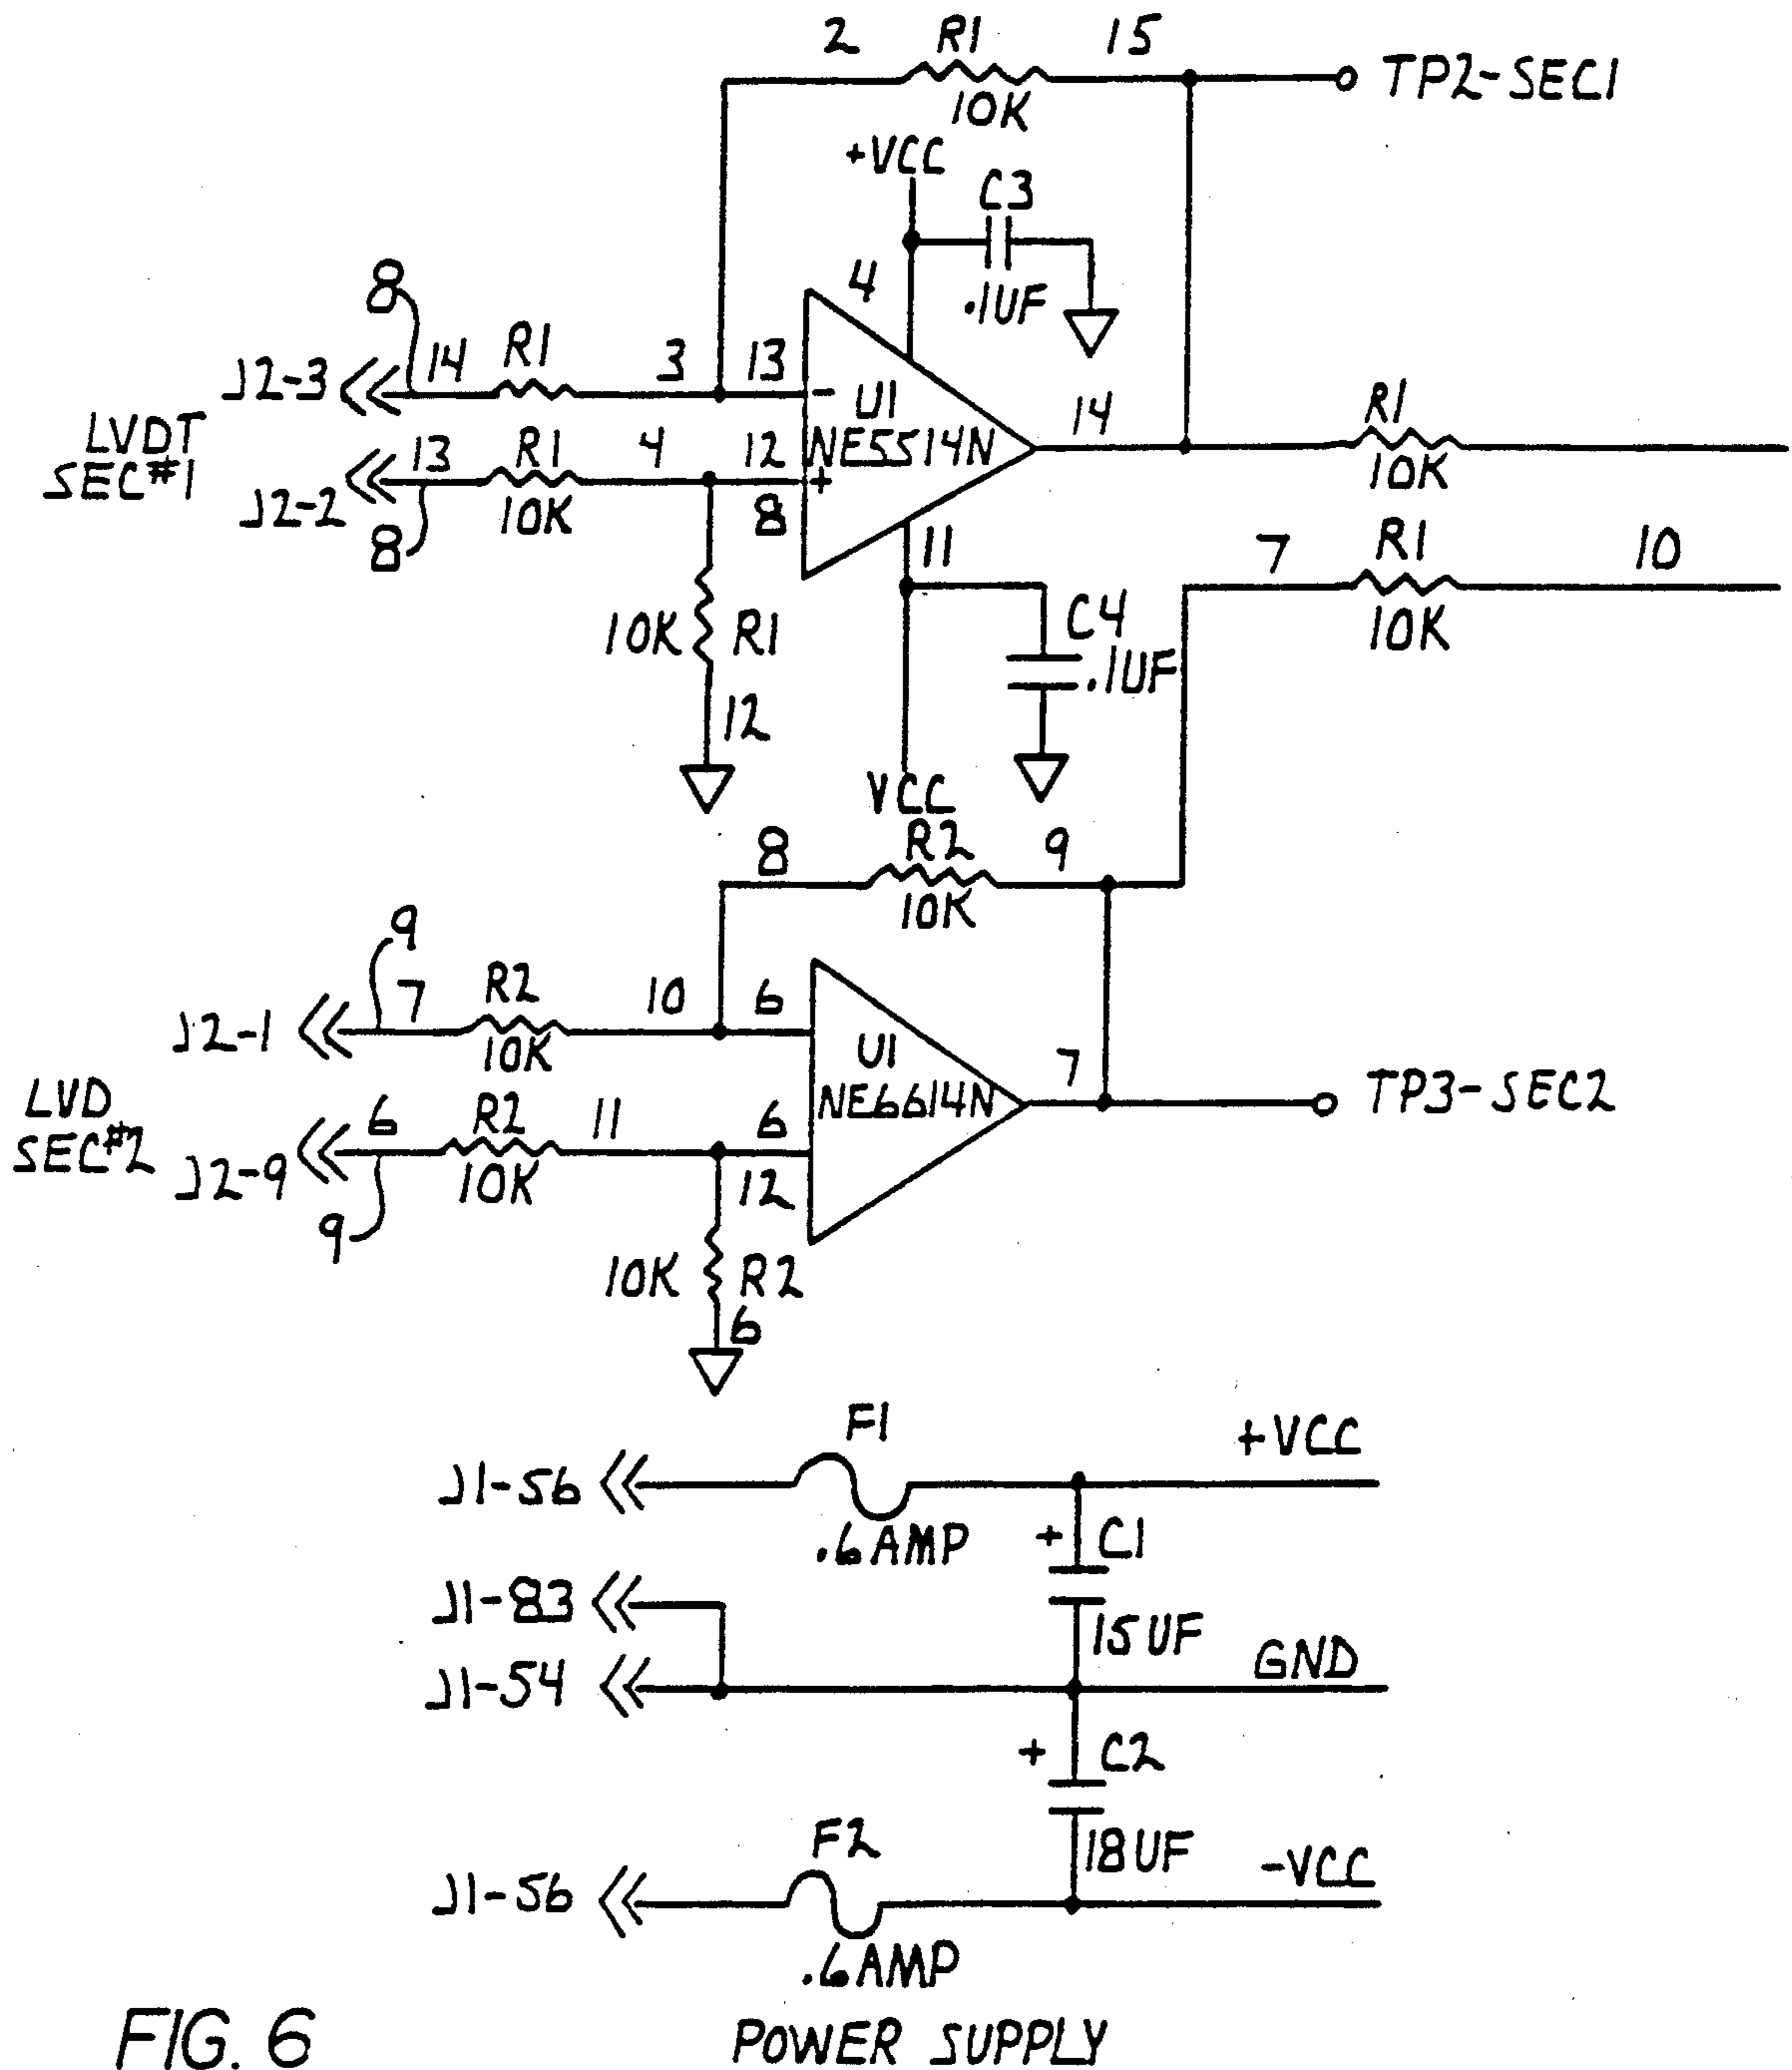 2 R1 15
10K
TP2-SEC1
+VCC
C3
.1UF
4
8
J2-3 14 R1 3 13 -
U1
NE5514N
14
R1
10K
LVDT
SEC#1
J2-2 13 R1 4 12 +
10K
8
8
11
7 R1 10
10K
10K R1
12
C4
.1UF
VCC
8 R2 9
10K
9
J2-1 7 R2 10 6
10K
U1
NE6614N
7
TP3-SEC2
LVD
SEC#2
J2-9 6 R2 11 6
10K
12
9
10K R2
6
F1
J1-56
.6AMP
+VCC
+ C1
15UF
J1-83
J1-54
GND
+ C2
18UF
F2
J1-56
.6AMP
-VCC
FIG. 6
POWER SUPPLY